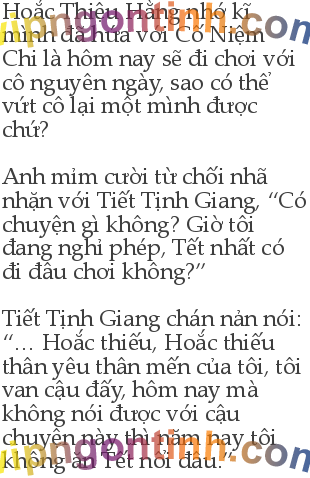 Hoắc Thiệu Hằng nhớ kĩ,
mình đã hứa với Cố Niệm
Chi là hôm nay sẽ đi chơi với
cô nguyên ngày, sao có thể
vứt cô lại một mình được
chứ?
Anh mỉm cười từ chối nhã
nhặn với Tiết Tịnh Giang, “Có
chuyện gì không? Giờ tôi
đang nghỉ phép, Tết nhất có
đi đâu chơi không?”
Tiết Tịnh Giang chán nản nói:
“... Hoắc thiếu, Hoắc thiếu
thân yêu thân mến của tôi, tôi
van cậu đấy, hôm nay mà
không nói được với cậu
chuyện này thì năm nay tôi
không ăn Tết nổi đâu.”
vipngontinh.com
vipngontinh.com